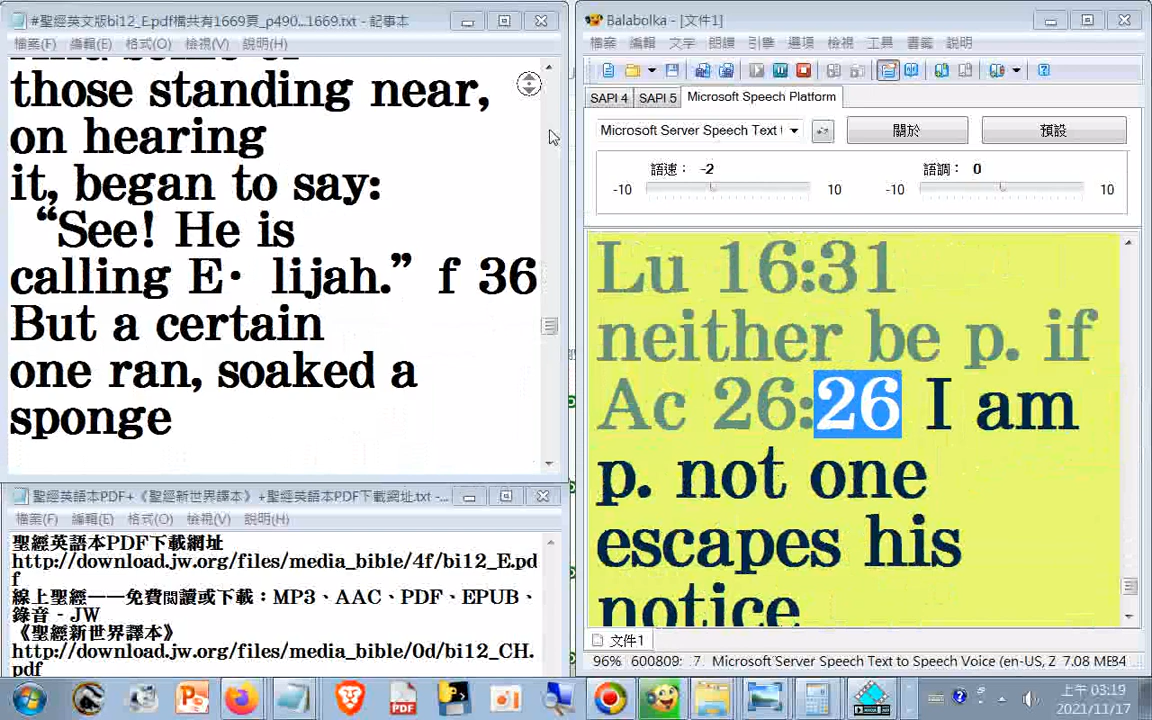 #聖經英文版bi12_E.pdf檔共有1669頁_p490...1669.txt - 記事本
檔案(F) 編輯(E) 格式(O) 檢視(V) 說明(H)
those standing near,
on hearing
it, began to say:
“See! He is
calling E· lijah.” f 36
But a certain
one ran, soaked a
sponge
聖經英語本PDF+《聖經新世界譯本》+聖經英語本PDF下載網址.txt -...
檔案(F) 編輯(E) 格式(O) 檢視(V) 說明(H)
聖經英語本PDF下載網址
http://download.jw.org/files/media_bible/4f/bi12_E.pd
f
線上聖經——免費閱讀或下載：MP3、AAC、PDF、EPUB、
錄音 - JW
《聖經新世界譯本》
http://download.jw.org/files/media_bible/0d/bi12_CH.
pdf
Balabolka - [文件1]
檔案 編輯 文字 朗讀 引擎 選項 檢視 工具 書籤 說明
SAPI 4 SAPI 5 Microsoft Speech Platform
Microsoft Server Speech Text 關於 預設
語速： -2 語調： 0
-10 10 -10 10
Lu 16:31
neither be p. if
Ac 26:26 I am
p. not one
escapes his
notice
文件1
96% 600809: 7 Microsoft Server Speech Text to Speech Voice (en-US, Z 7.08 MB
上午 03:19
2021/11/17